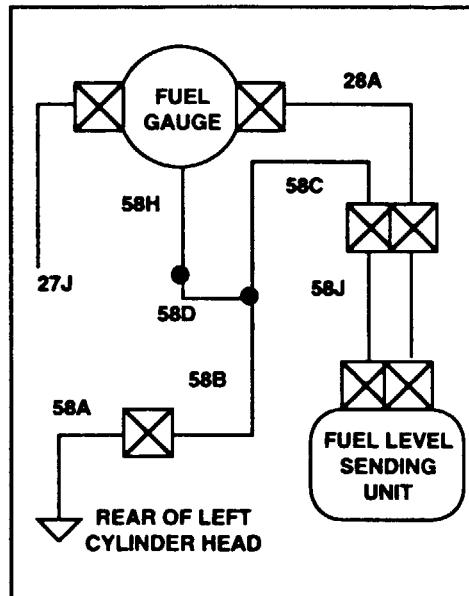 FUEL
GAUGE
28A
58H
58C
27J
58J
58D
58B
58A
FUEL LEVEL
SENDING
UNIT
REAR OF LEFT
CYLINDER HEAD